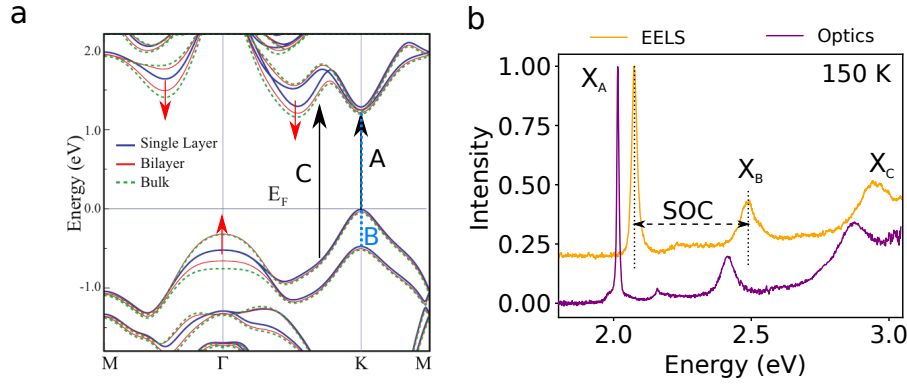 a
Energy (eV)
2.0
1.0
0.0
-1.0
Single Layer
Bilayer
Bulk
E_F
C
A
B
M
Γ
K
M
b
EELS
Optics
150 K
X_A
X_B
X_C
SOC
Intensity
1.00
0.75
0.50
0.25
0.00
2.0 2.5 3.0
Energy (eV)